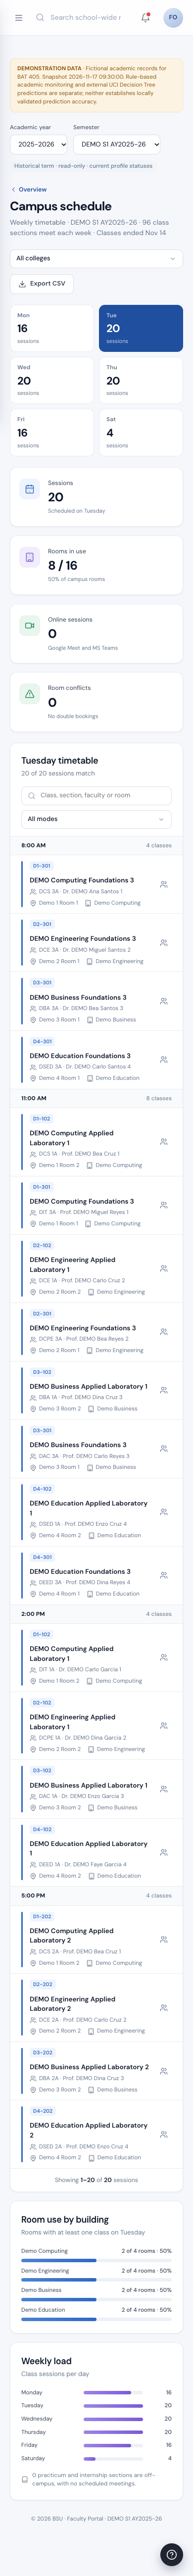 Search school-wide r
FO
DEMONSTRATION DATA · Fictional academic records for
BAT 405. Snapshot 2026-11-17 09:30:00. Rule-based
academic monitoring and external UCI Decision Tree
predictions are separate; neither establishes locally
validated prediction accuracy.
Academic year
Semester
2025-2026
DEMO S1 AY2025-26
Historical term · read-only · current profile statuses
Overview
Campus schedule
Weekly timetable · DEMO S1 AY2025-26 · 96 class
sections meet each week · Classes ended Nov 14
All colleges
Export CSV
Mon
16
sessions
Tue
20
sessions
Wed
20
sessions
Thu
20
sessions
Fri
16
sessions
Sat
4
sessions
Sessions
20
Scheduled on Tuesday
Rooms in use
8 / 16
50% of campus rooms
Online sessions
0
Google Meet and MS Teams
Room conflicts
0
No double bookings
Tuesday timetable
20 of 20 sessions match
Class, section, faculty or room
All modes
8:00 AM
4 classes
D1-301
DEMO Computing Foundations 3
DCS 3A · Dr. DEMO Ana Santos 1
Demo 1 Room 1
Demo Computing
D2-301
DEMO Engineering Foundations 3
DCE 3A · Dr. DEMO Miguel Santos 2
Demo 2 Room 1
Demo Engineering
D3-301
DEMO Business Foundations 3
DBA 3A · Dr. DEMO Bea Santos 3
Demo 3 Room 1
Demo Business
D4-301
DEMO Education Foundations 3
DSED 3A · Dr. DEMO Carlo Santos 4
Demo 4 Room 1
Demo Education
11:00 AM
8 classes
D1-102
DEMO Computing Applied
Laboratory 1
DCS 1A · Prof. DEMO Bea Cruz 1
Demo 1 Room 2
Demo Computing
D1-301
DEMO Computing Foundations 3
DIT 3A · Prof. DEMO Miguel Reyes 1
Demo 1 Room 1
Demo Computing
D2-102
DEMO Engineering Applied
Laboratory 1
DCE 1A · Prof. DEMO Carlo Cruz 2
Demo 2 Room 2
Demo Engineering
D2-301
DEMO Engineering Foundations 3
DCPE 3A · Prof. DEMO Bea Reyes 2
Demo 2 Room 1
Demo Engineering
D3-102
DEMO Business Applied Laboratory 1
DBA 1A · Prof. DEMO Dina Cruz 3
Demo 3 Room 2
Demo Business
D3-301
DEMO Business Foundations 3
DAC 3A · Prof. DEMO Carlo Reyes 3
Demo 3 Room 1
Demo Business
D4-102
DEMO Education Applied Laboratory
1
DSED 1A · Prof. DEMO Enzo Cruz 4
Demo 4 Room 2
Demo Education
D4-301
DEMO Education Foundations 3
DEED 3A · Prof. DEMO Dina Reyes 4
Demo 4 Room 1
Demo Education
2:00 PM
4 classes
D1-102
DEMO Computing Applied
Laboratory 1
DIT 1A · Dr. DEMO Carlo Garcia 1
Demo 1 Room 2
Demo Computing
D2-102
DEMO Engineering Applied
Laboratory 1
DCPE 1A · Dr. DEMO Dina Garcia 2
Demo 2 Room 2
Demo Engineering
D3-102
DEMO Business Applied Laboratory 1
DAC 1A · Dr. DEMO Enzo Garcia 3
Demo 3 Room 2
Demo Business
D4-102
DEMO Education Applied Laboratory
1
DEED 1A · Dr. DEMO Faye Garcia 4
Demo 4 Room 2
Demo Education
5:00 PM
4 classes
D1-202
DEMO Computing Applied
Laboratory 2
DCS 2A · Prof. DEMO Bea Cruz 1
Demo 1 Room 2
Demo Computing
D2-202
DEMO Engineering Applied
Laboratory 2
DCE 2A · Prof. DEMO Carlo Cruz 2
Demo 2 Room 2
Demo Engineering
D3-202
DEMO Business Applied Laboratory 2
DBA 2A · Prof. DEMO Dina Cruz 3
Demo 3 Room 2
Demo Business
D4-202
DEMO Education Applied Laboratory
2
DSED 2A · Prof. DEMO Enzo Cruz 4
Demo 4 Room 2
Demo Education
Showing 1–20 of 20 sessions
Room use by building
Rooms with at least one class on Tuesday
Demo Computing
2 of 4 rooms · 50%
Demo Engineering
2 of 4 rooms · 50%
Demo Business
2 of 4 rooms · 50%
Demo Education
2 of 4 rooms · 50%
Weekly load
Class sessions per day
Monday
16
Tuesday
20
Wednesday
20
Thursday
20
Friday
16
Saturday
4
0 practicum and internship sections are off-
campus, with no scheduled meetings.
© 2026 BSU · Faculty Portal · DEMO S1 AY2025-26